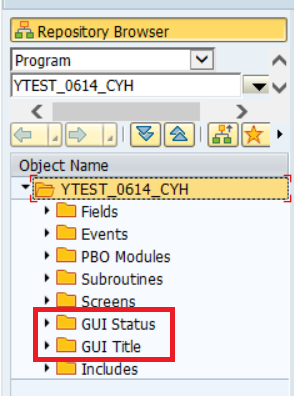 Repository Browser
Program
YTEST_0614_CYH
Object Name
YTEST_0614_CYH
Fields
Events
PBO Modules
Subroutines
Screens
GUI Status
GUI Title
Includes